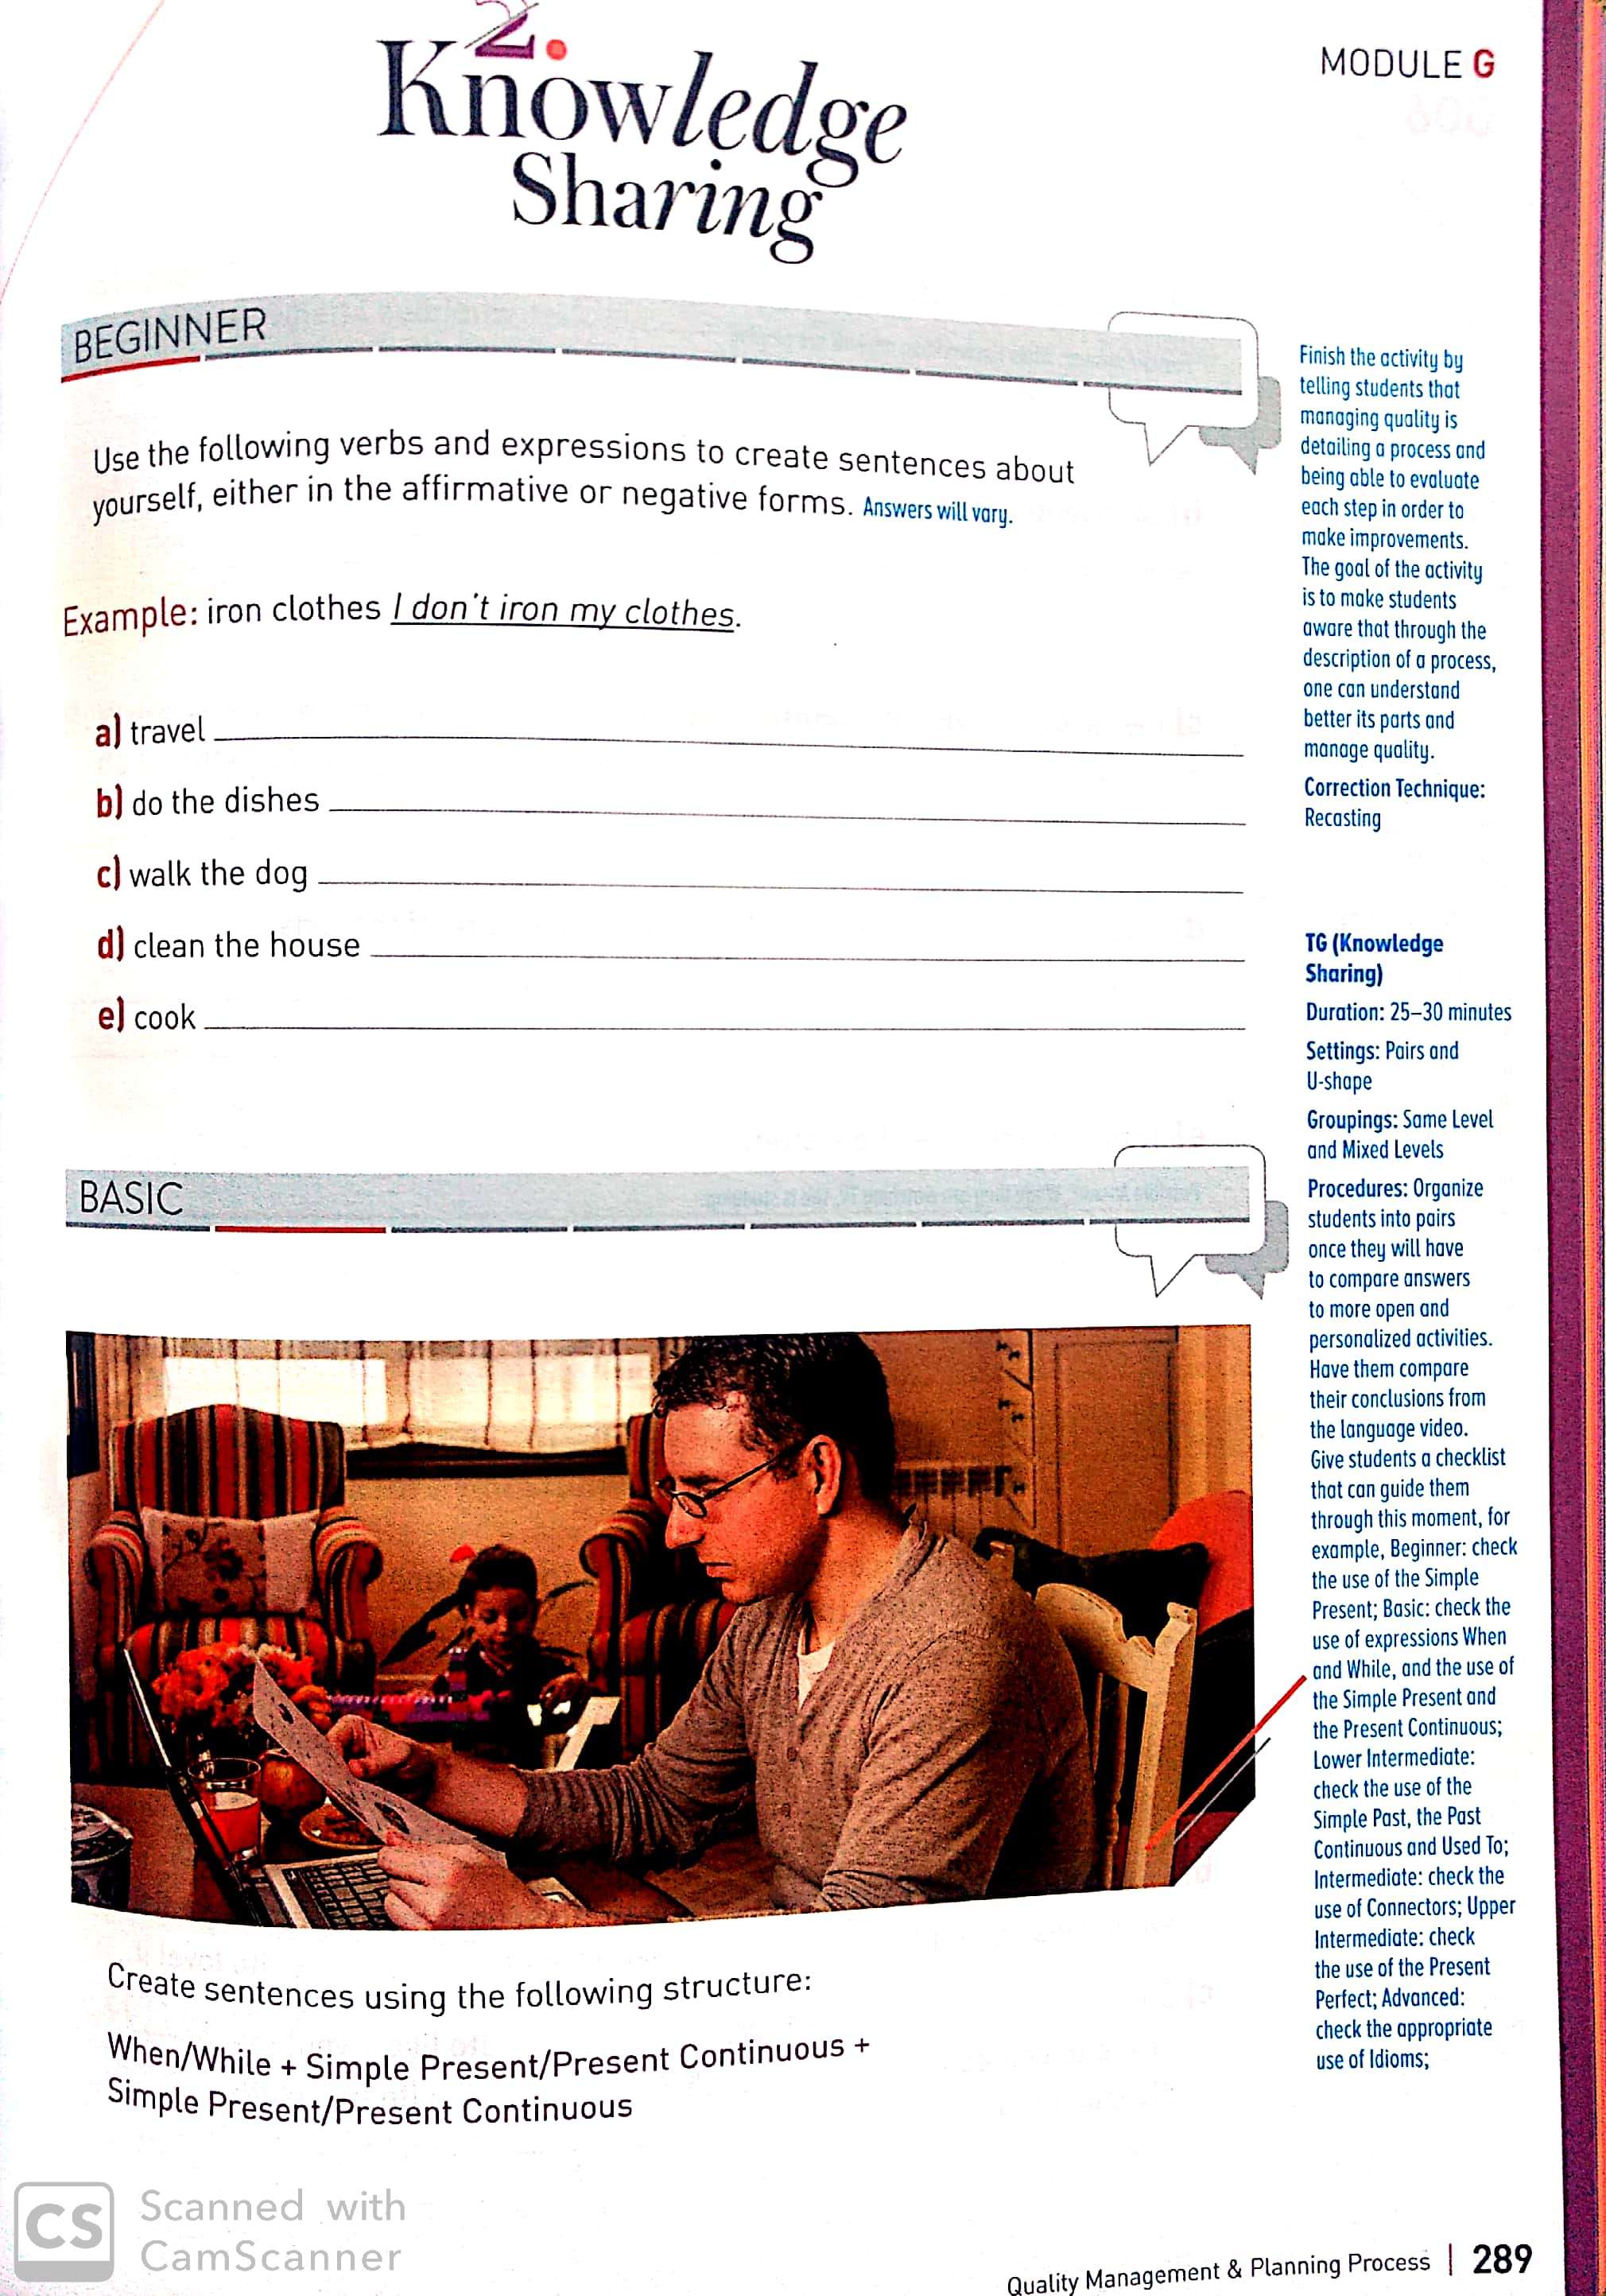 2.
Knowledge
Sharing
MODULE G
BEGINNER
Use the following verbs and expressions to create sentences about
yourself, either in the affirmative or negative forms. Answers will vary.
Example: iron clothes I don't iron my clothes.
a) travel
b) do the dishes
c) walk the dog
d) clean the house
e) cook
BASIC
Create sentences using the following structure:
When/While + Simple Present/Present Continuous +
Simple Present/Present Continuous
Finish the activity by
telling students that
managing quality is
detailing a process and
being able to evaluate
each step in order to
make improvements.
The goal of the activity
is to make students
aware that through the
description of a process,
one can understand
better its parts and
manage quality.
Correction Technique:
Recasting
TG (Knowledge
Sharing)
Duration: 25–30 minutes
Settings: Pairs and
U-shape
Groupings: Same Level
and Mixed Levels
Procedures: Organize
students into pairs
once they will have
to compare answers
to more open and
personalized activities.
Have them compare
their conclusions from
the language video.
Give students a checklist
that can guide them
through this moment, for
example, Beginner: check
the use of the Simple
Present; Basic: check the
use of expressions When
and While, and the use of
the Simple Present and
the Present Continuous;
Lower Intermediate:
check the use of the
Simple Past, the Past
Continuous and Used To;
Intermediate: check the
use of Connectors; Upper
Intermediate: check
the use of the Present
Perfect; Advanced:
check the appropriate
use of Idioms;
CS
Scanned with
CamScanner
Quality Management & Planning Process | 289